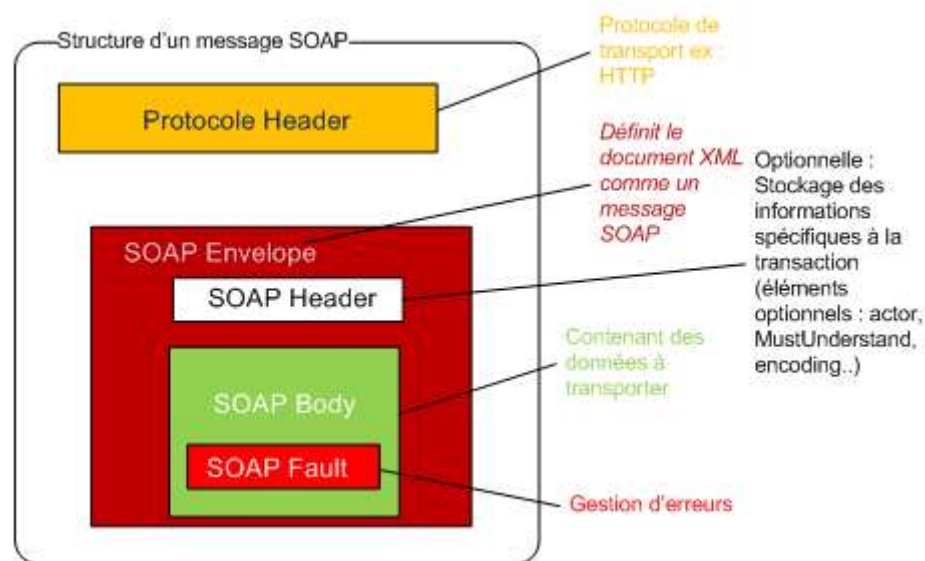 Structure d'un message SOAP
Protocole Header
Protocole de
transport ex :
HTTP
SOAP Envelope
Définit le
document XML
comme un
message
SOAP
SOAP Header
Optionnelle :
Stockage des
informations
spécifiques à la
transaction
(éléments
optionnels : actor,
MustUnderstand,
encoding..)
SOAP Body
Contenant des
données à
transporter
SOAP Fault
Gestion d'erreurs